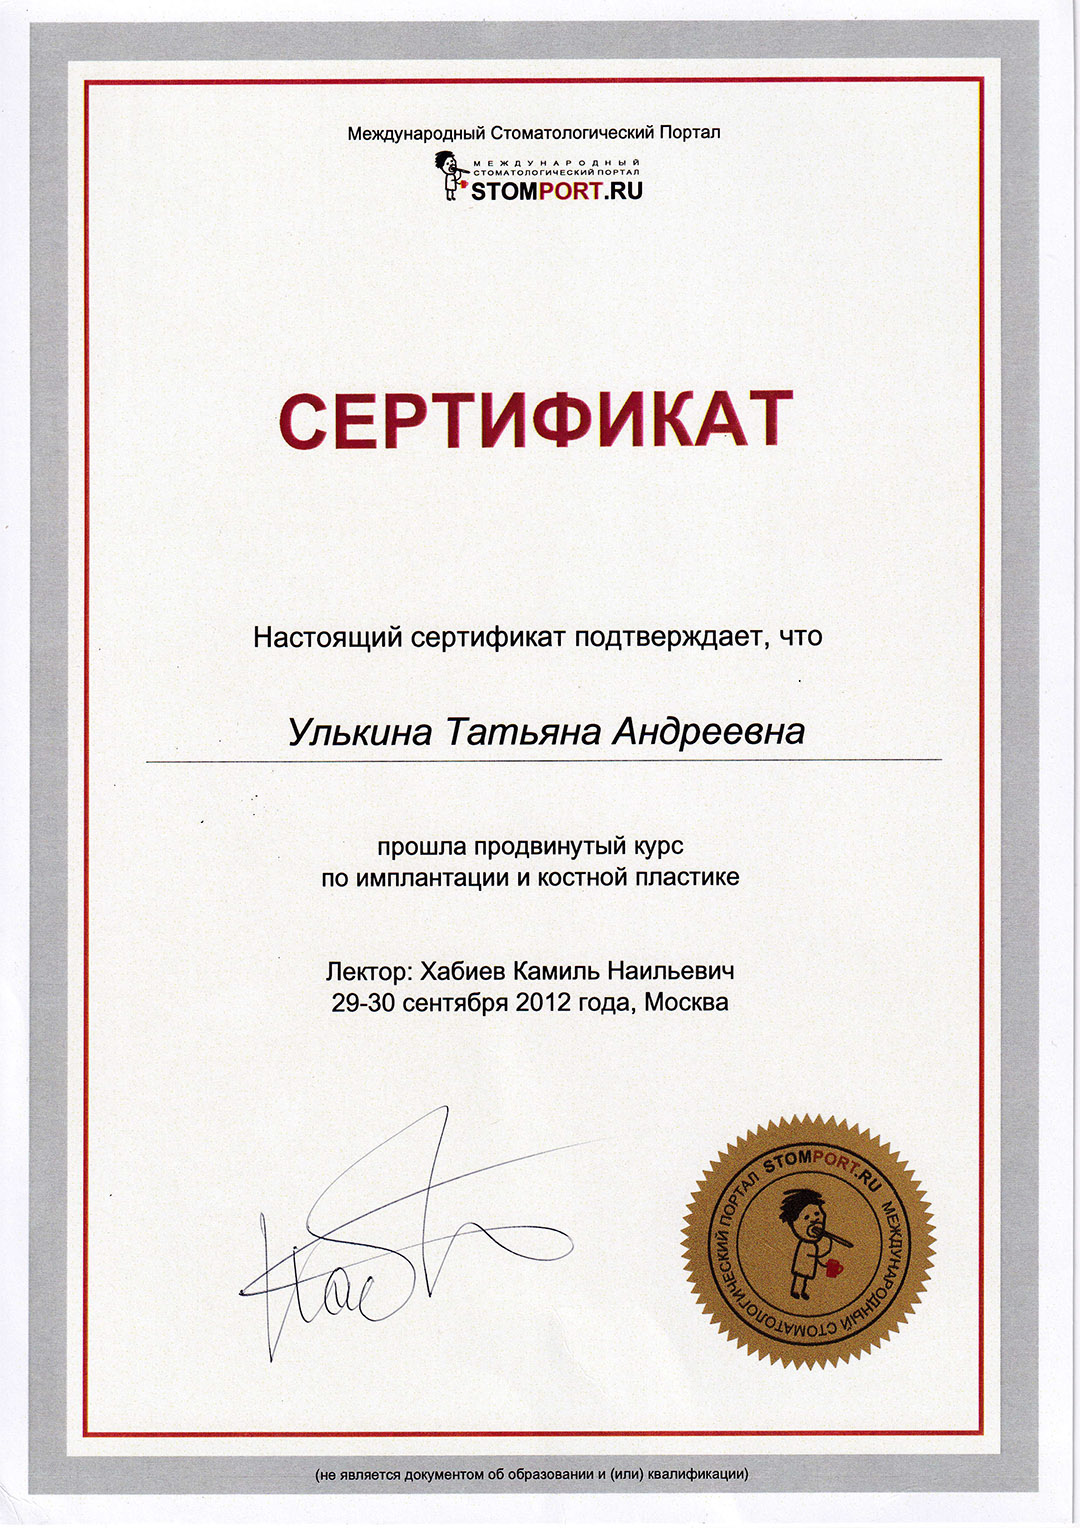 Международный Стоматологический Портал
МЕЖДУНАРОДНЫЙ
СТОМАТОЛОГИЧЕСКИЙ ПОРТАЛ
STOMPORT.RU
СЕРТИФИКАТ
Настоящий сертификат подтверждает, что
Улькина Татьяна Андреевна
прошла продвинутый курс
по имплантации и костной пластике
Лектор: Хабиев Камиль Наильевич
29-30 сентября 2012 года, Москва
STOMPORT.RU МЕЖДУНАРОДНЫЙ СТОМАТОЛОГИЧЕСКИЙ ПОРТАЛ
(не является документом об образовании и (или) квалификации)